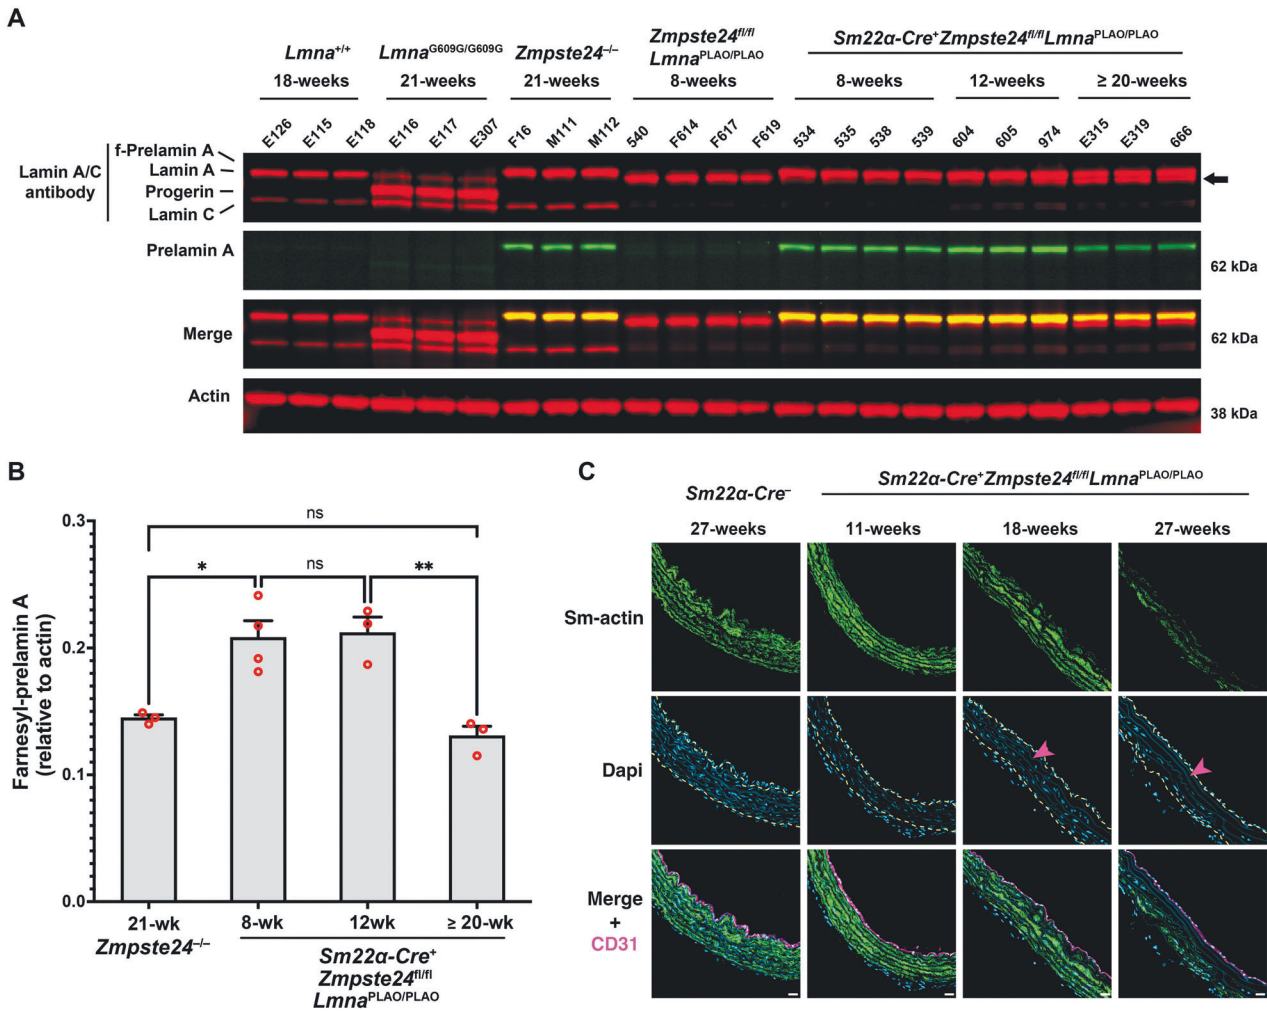 A
Lmna+/+
LmnaG609G/G609G
Zmpste24–/–
Zmpste24fl/fl
LmnaPLAO/PLAO
Sm22α-Cre+Zmpste24fl/flLmnaPLAO/PLAO
18-weeks
21-weeks
21-weeks
8-weeks
8-weeks
12-weeks
≥ 20-weeks
E126 E115 E118 E116 E117 E307 F16 M111 M112 540 F614 F617 F619 534 535 538 539 604 605 974 E315 E319 666
Lamin A/C
antibody
f-Prelamin A
Lamin A
Progerin
Lamin C
Prelamin A
62 kDa
Merge
62 kDa
Actin
38 kDa
B
Farnesyl-prelamin A
(relative to actin)
0.3
0.2
0.1
0.0
ns
*
ns
**
21-wk
8-wk
12wk
≥ 20-wk
Zmpste24–/–
Sm22α-Cre+
Zmpste24fl/fl
LmnaPLAO/PLAO
C
Sm22α-Cre–
Sm22α-Cre+Zmpste24fl/flLmnaPLAO/PLAO
27-weeks
11-weeks
18-weeks
27-weeks
Sm-actin
Dapi
Merge
+
CD31